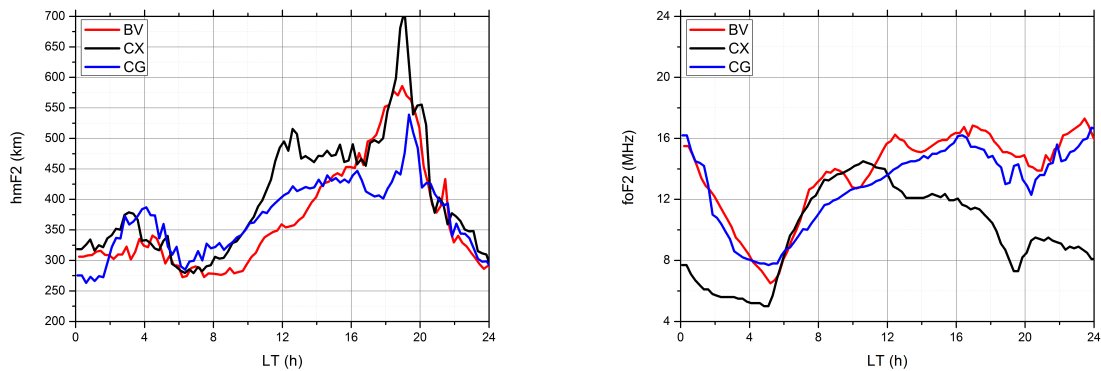 700
650
600
550
500
450
400
350
300
250
200
hmF2 (km)
BV
CX
CG
0 4 8 12 16 20 24
LT (h)
24
20
16
12
8
4
foF2 (MHz)
BV
CX
CG
0 4 8 12 16 20 24
LT (h)